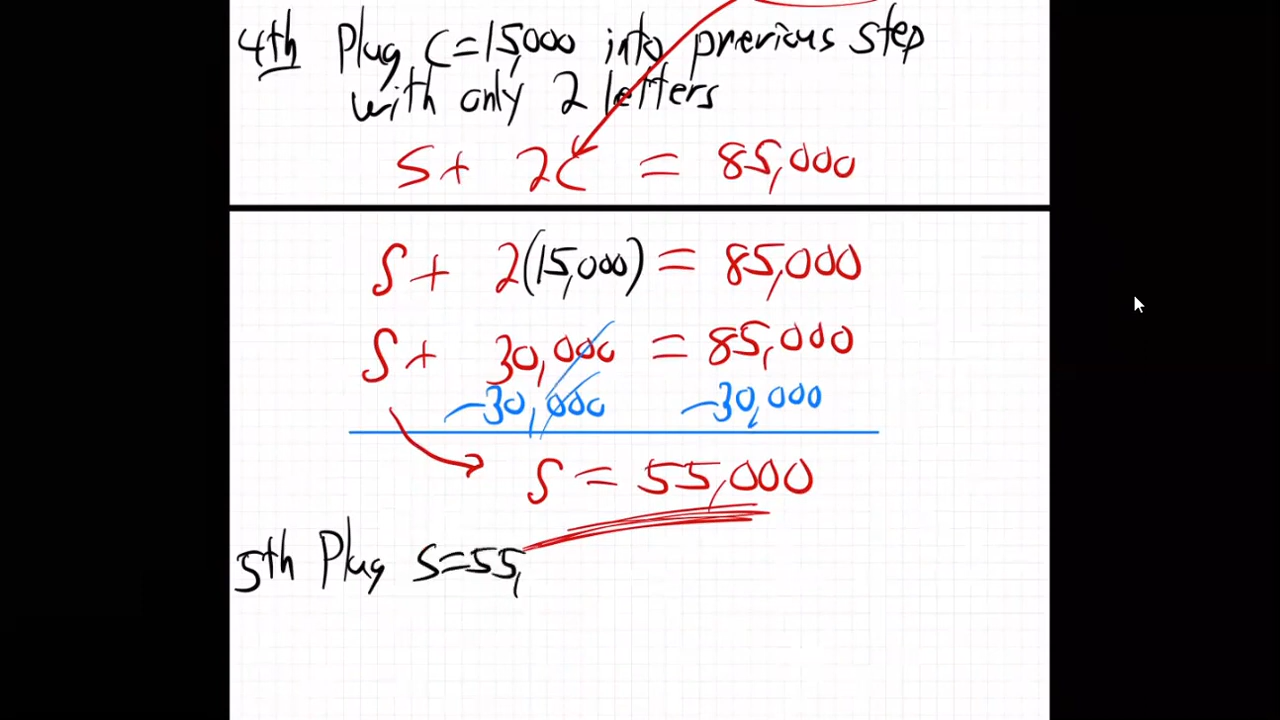 4th Plug C=15,000 into previous step
with only 2 letters
S + 2C = 85,000
S + 2(15,000) = 85,000
S + 30,000 = 85,000
-30,000 -30,000
S = 55,000
5th Plug S=55,